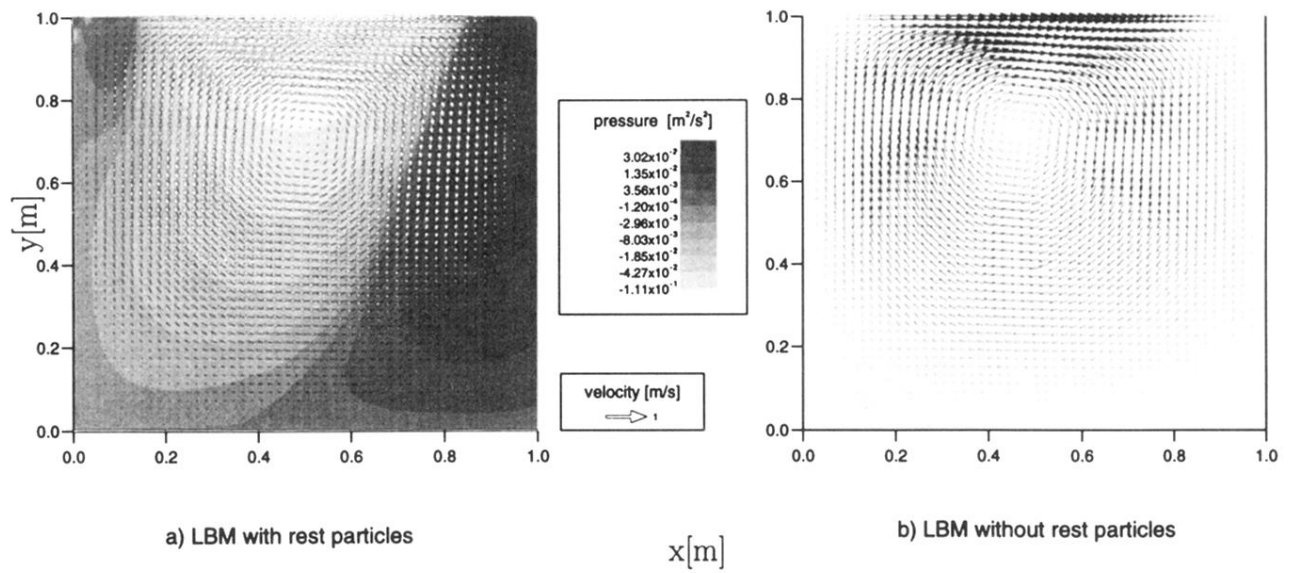 1.0
0.8
0.6
0.4
0.2
0.0
y[m]
0.0 0.2 0.4 0.6 0.8 1.0
a) LBM with rest particles
pressure [m²/s²]
3.02x10⁻²
1.35x10⁻²
3.56x10⁻³
-1.20x10⁻⁴
-2.96x10⁻³
-8.03x10⁻³
-1.85x10⁻²
-4.27x10⁻²
-1.11x10⁻¹
velocity [m/s]
1
x[m]
1.0
0.8
0.6
0.4
0.2
0.0
0.0 0.2 0.4 0.6 0.8 1.0
b) LBM without rest particles